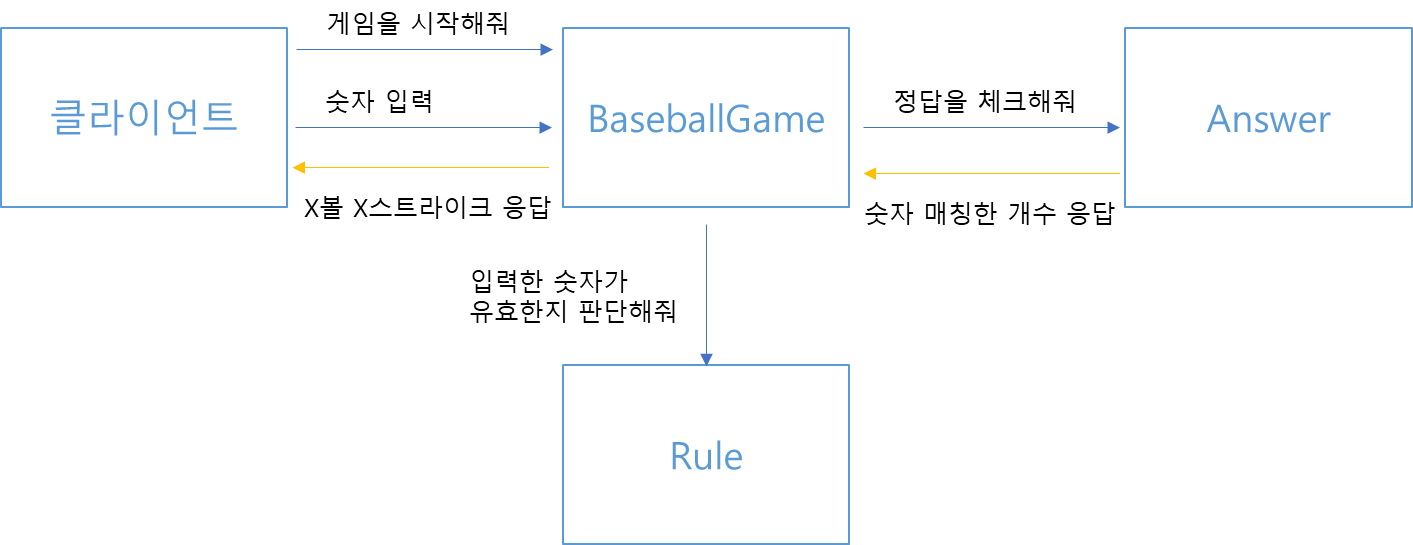 게임을 시작해줘
클라이언트
숫자 입력
X볼 X스트라이크 응답
BaseballGame
정답을 체크해줘
숫자 매칭한 개수 응답
Answer
입력한 숫자가
유효한지 판단해줘
Rule